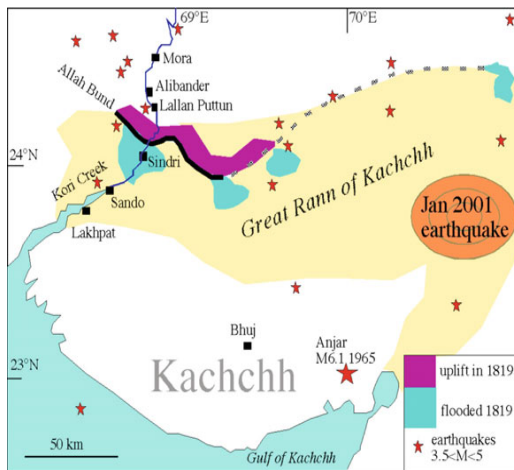 69°E
70°E
Mora
Alibander
Lallan Puttun
Allah Bund
24°N
Sindri
Kori Creek
Sando
Lakhpat
Great Rann of Kachchh
Jan 2001
earthquake
Bhuj
Anjar
M6.1 1965
Kachchh
23°N
50 km
Gulf of Kachchh
uplift in 1819
flooded 1819
earthquakes
3.5<M<5